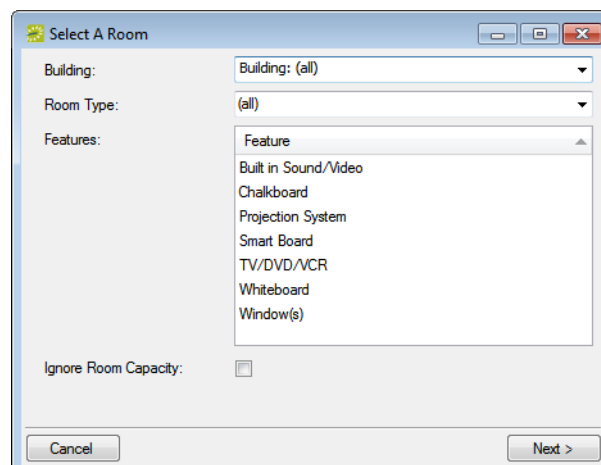 Select A Room
Building: Building: (all)
Room Type: (all)
Features: Feature
Built in Sound/Video
Chalkboard
Projection System
Smart Board
TV/DVD/VCR
Whiteboard
Window(s)
Ignore Room Capacity:
Cancel Next >